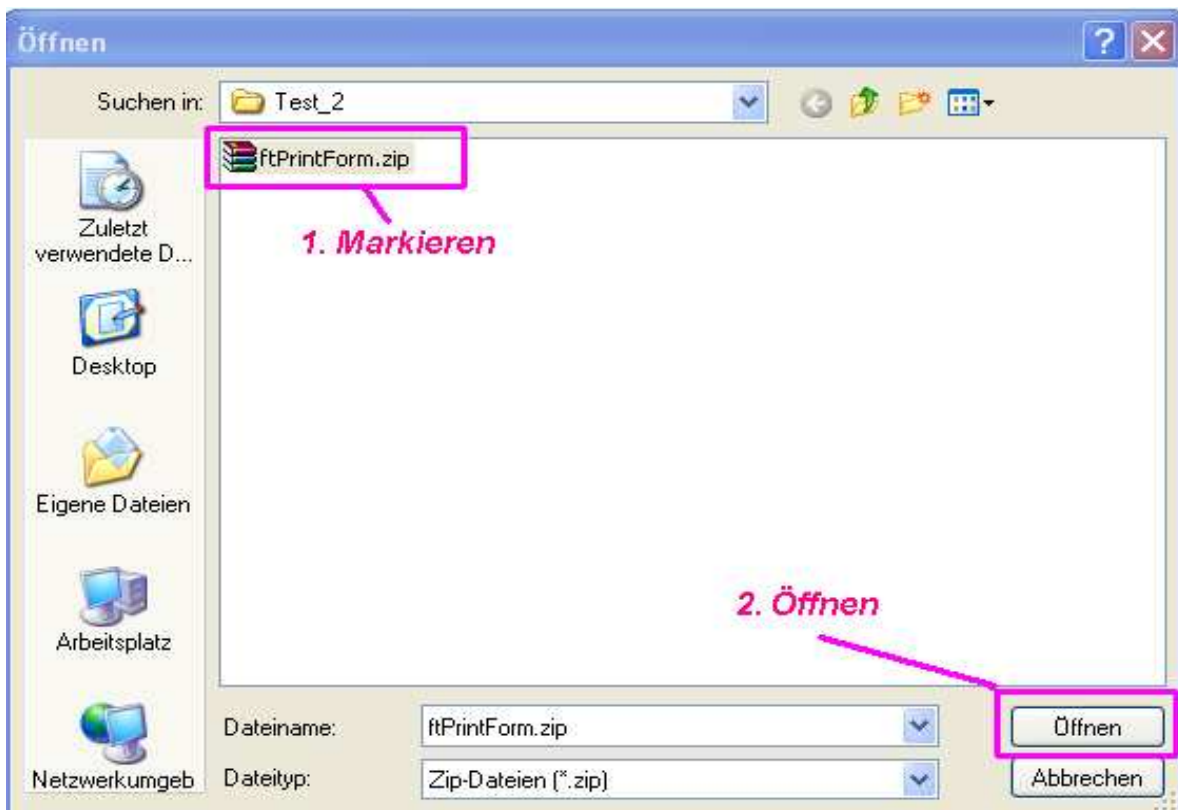 Öffnen
Suchen in: Test_2
ftPrintForm.zip
1. Markieren
Zuletzt
verwendete D...
Desktop
Eigene Dateien
Arbeitsplatz
Netzwerkumgeb
2. Öffnen
Dateiname: ftPrintForm.zip Öffnen
Dateityp: Zip-Dateien (*.zip) Abbrechen